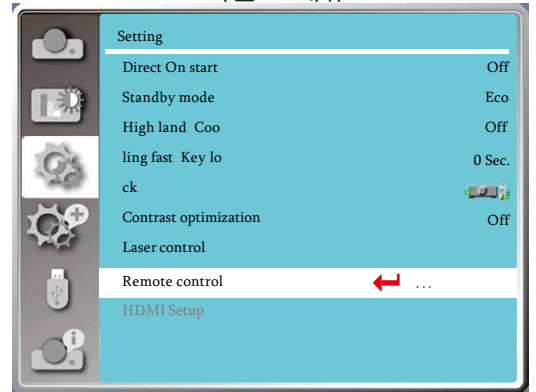 Setting
Direct On start Off
Standby mode Eco
High land Coo Off
ling fast Key lo 0 Sec.
ck
Contrast optimization Off
Laser control
Remote control ...
HDMI Setup